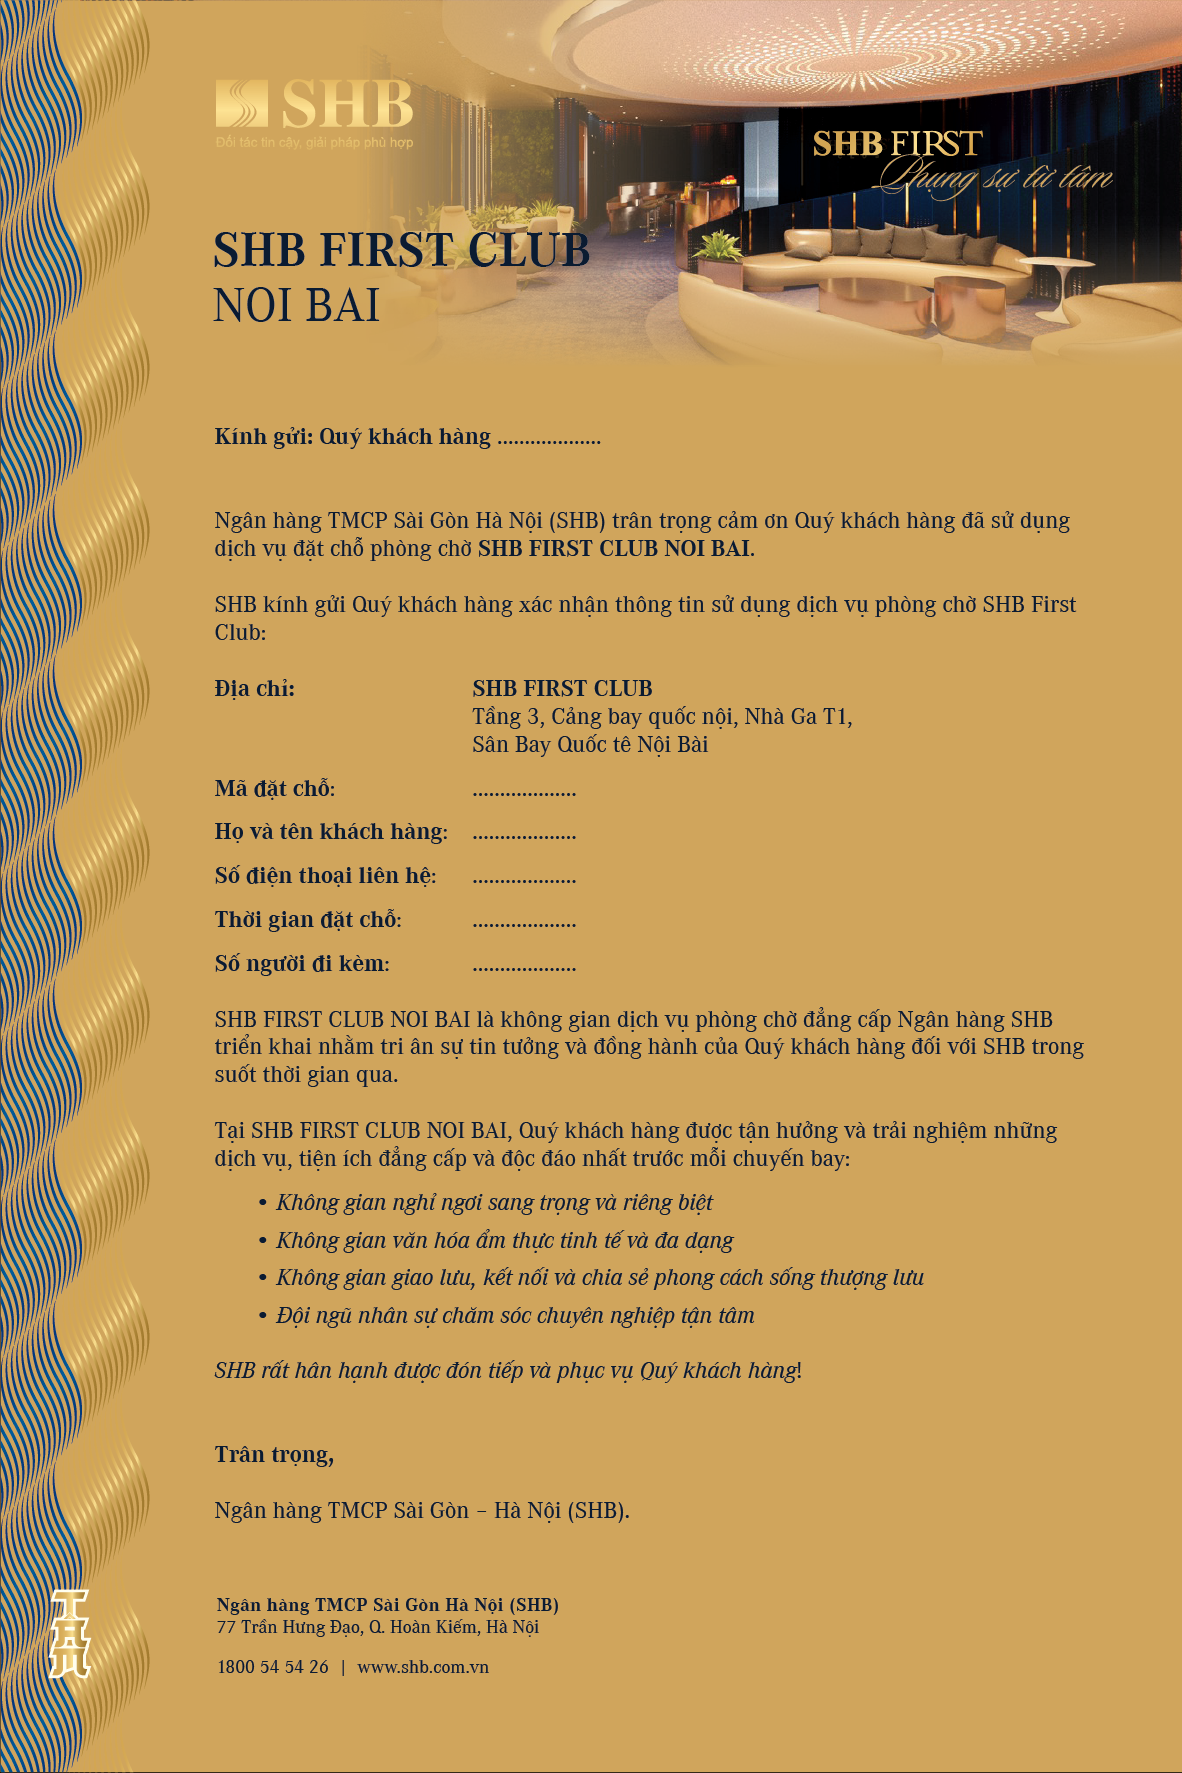 SHB
Đối tác tin cậy, giải pháp phù hợp
SHB FIRST
Phụng sự từ tâm
SHB FIRST CLUB
NOI BAI
Kính gửi: Quý khách hàng ...................
Ngân hàng TMCP Sài Gòn Hà Nội (SHB) trân trọng cảm ơn Quý khách hàng đã sử dụng
dịch vụ đặt chỗ phòng chờ SHB FIRST CLUB NOI BAI.
SHB kính gửi Quý khách hàng xác nhận thông tin sử dụng dịch vụ phòng chờ SHB First
Club:
Địa chỉ: SHB FIRST CLUB
Tầng 3, Cảng bay quốc nội, Nhà Ga T1,
Sân Bay Quốc tê Nội Bài
Mã đặt chỗ: ...................
Họ và tên khách hàng: ...................
Số điện thoại liên hệ: ...................
Thời gian đặt chỗ: ...................
Số người đi kèm: ...................
SHB FIRST CLUB NOI BAI là không gian dịch vụ phòng chờ đẳng cấp Ngân hàng SHB
triển khai nhằm tri ân sự tin tưởng và đồng hành của Quý khách hàng đối với SHB trong
suốt thời gian qua.
Tại SHB FIRST CLUB NOI BAI, Quý khách hàng được tận hưởng và trải nghiệm những
dịch vụ, tiện ích đẳng cấp và độc đáo nhất trước mỗi chuyến bay:
• Không gian nghỉ ngơi sang trọng và riêng biệt
• Không gian văn hóa ẩm thực tinh tế và đa dạng
• Không gian giao lưu, kết nối và chia sẻ phong cách sống thượng lưu
• Đội ngũ nhân sự chăm sóc chuyên nghiệp tận tâm
SHB rất hân hạnh được đón tiếp và phục vụ Quý khách hàng!
Trân trọng,
Ngân hàng TMCP Sài Gòn – Hà Nội (SHB).
TÂM
Ngân hàng TMCP Sài Gòn Hà Nội (SHB)
77 Trần Hưng Đạo, Q. Hoàn Kiếm, Hà Nội
1800 54 54 26 | www.shb.com.vn